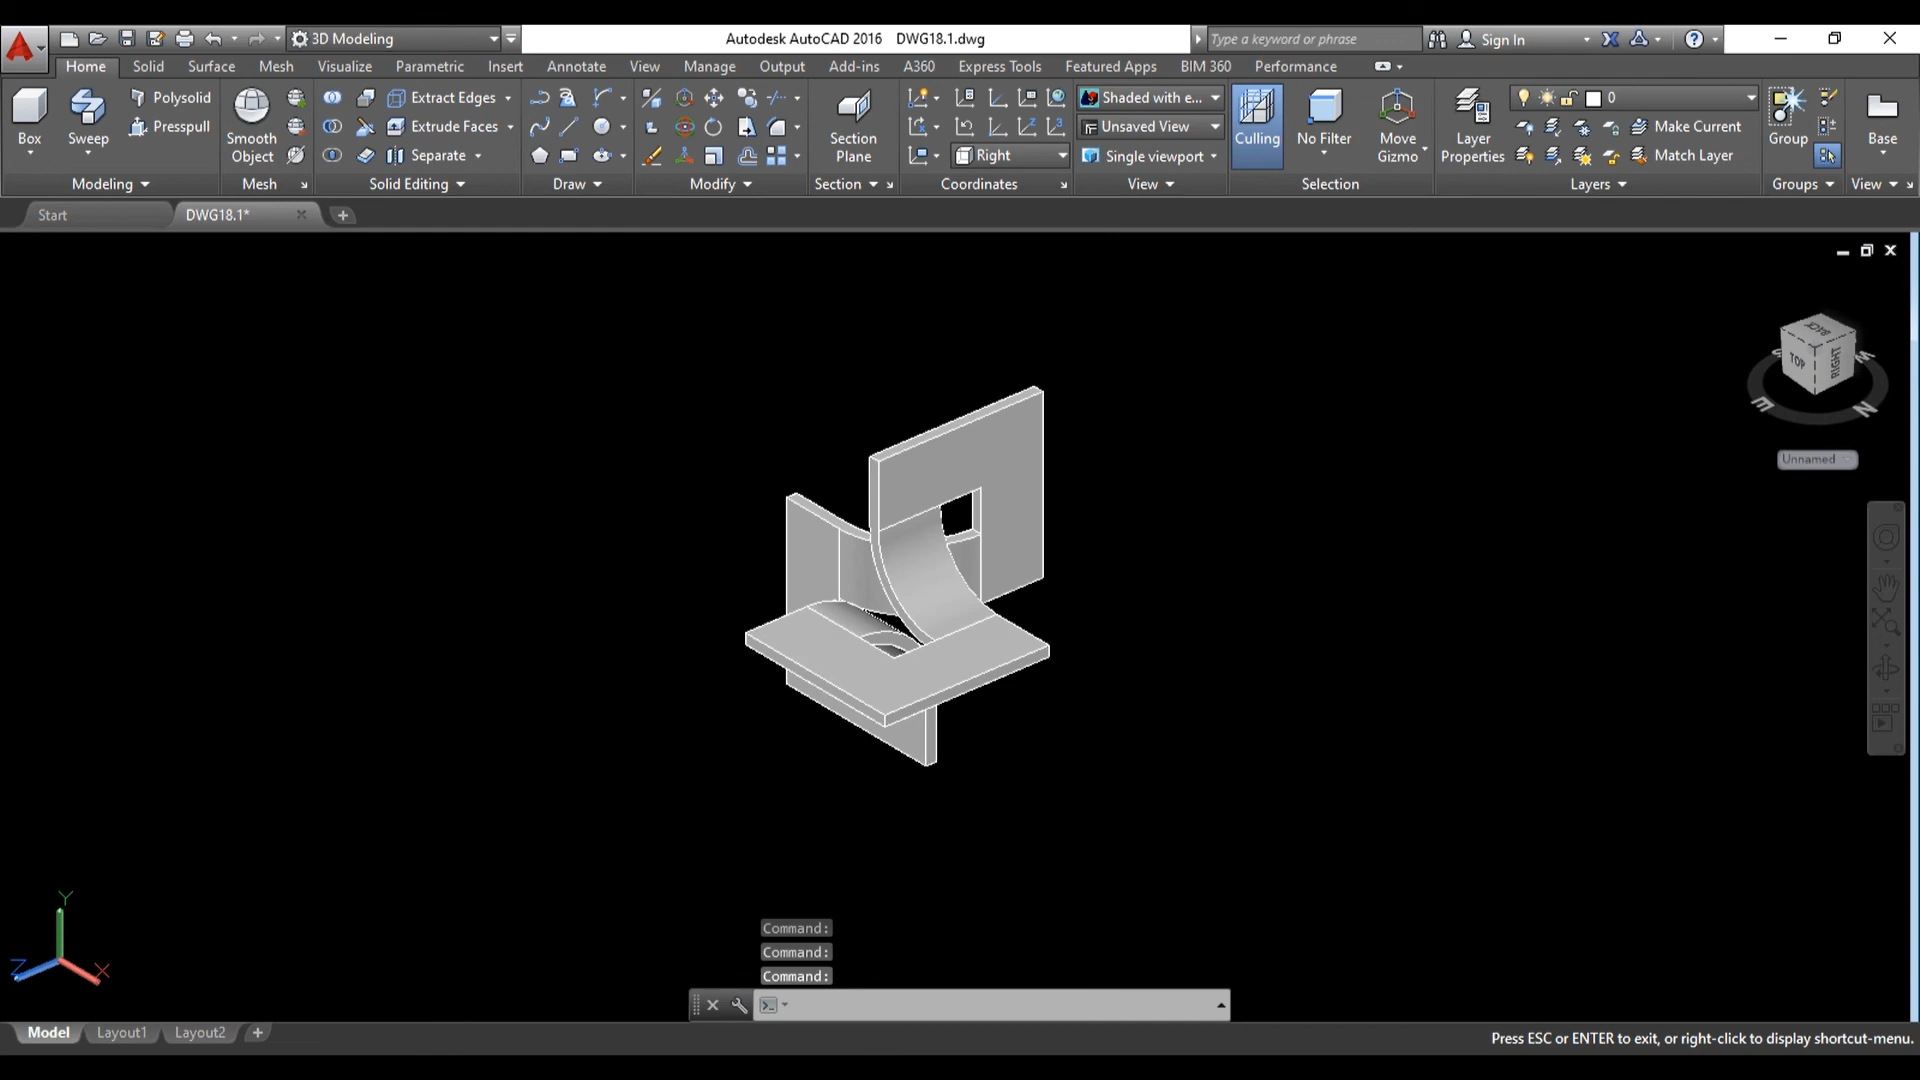 3D Modeling
Autodesk AutoCAD 2016 DWG18.1.dwg
Type a keyword or phrase
Sign In
Home Solid Surface Mesh Visualize Parametric Insert Annotate View Manage Output Add-ins A360 Express Tools Featured Apps BIM 360 Performance
Box
Sweep
Polysolid
Presspull
Smooth
Object
Extract Edges
Extrude Faces
Separate
Section
Plane
Right
Shaded with e...
Unsaved View
Single viewport
Culling
No Filter
Move
Gizmo
Layer
Properties
0
Make Current
Match Layer
Group
Base
Modeling Mesh Solid Editing Draw Modify Section Coordinates View Selection Layers Groups View
Start DWG18.1*
BACK
TOP
RIGHT
S
M
E
N
Unnamed
Y
Z
X
Command:
Command:
Command:
Model Layout1 Layout2
Press ESC or ENTER to exit, or right-click to display shortcut-menu.